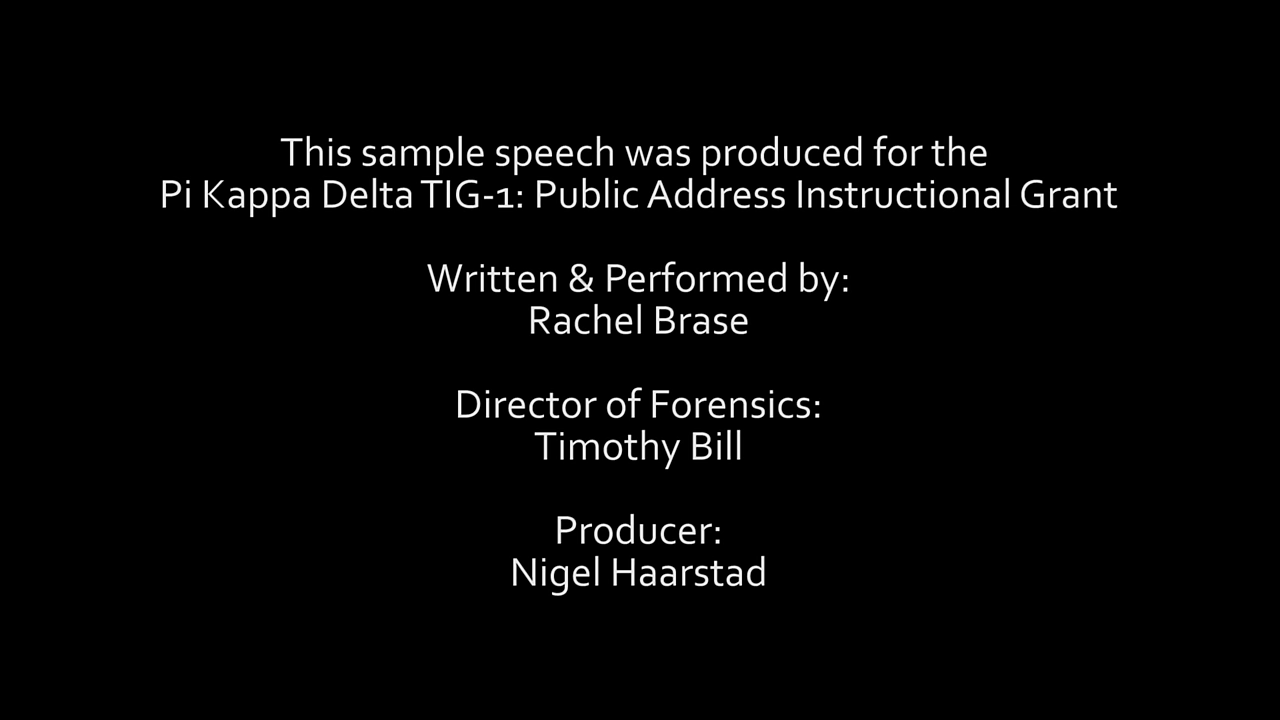 This sample speech was produced for the
Pi Kappa Delta TIG-1: Public Address Instructional Grant
Written & Performed by:
Rachel Brase
Director of Forensics:
Timothy Bill
Producer:
Nigel Haarstad